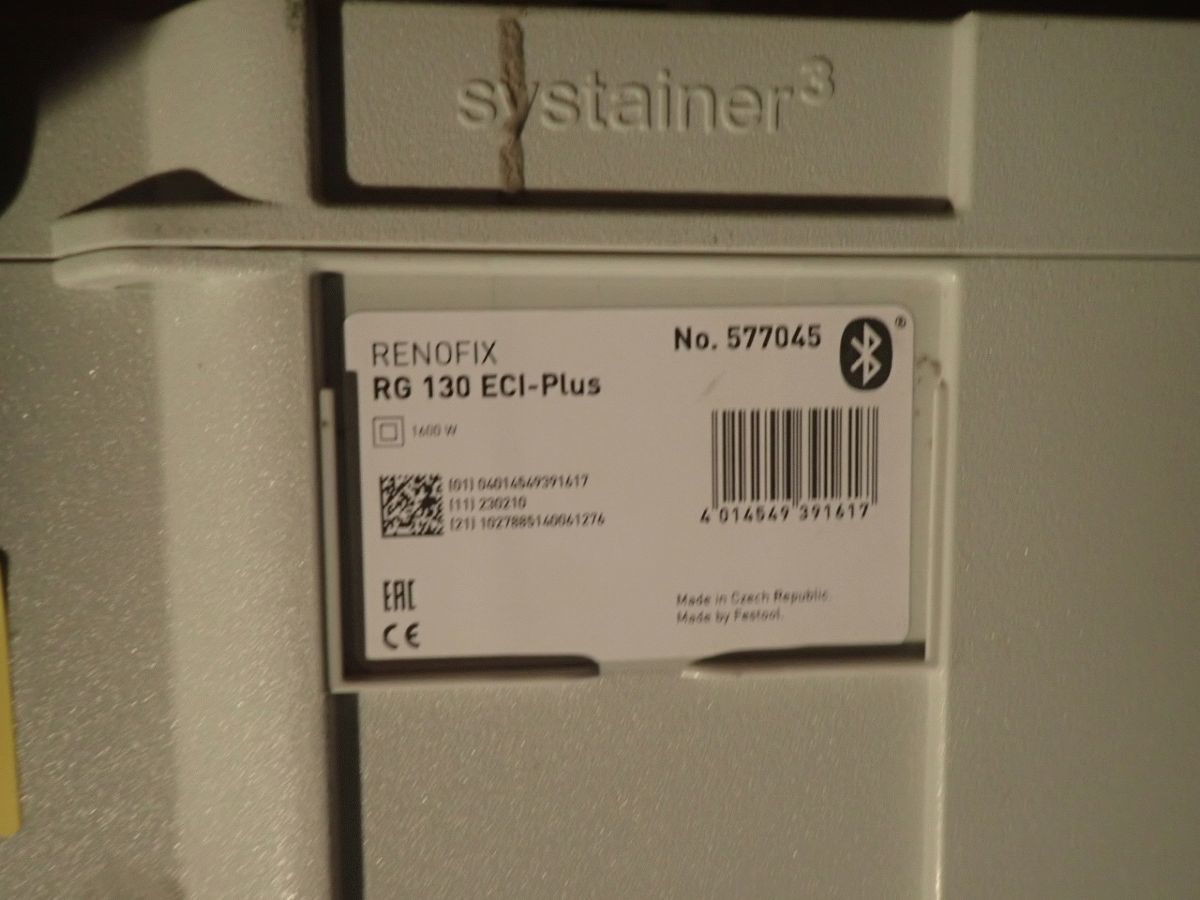 systainer³
RENOFIX
RG 130 ECI-Plus
No. 577045
®
1600 W
(01) 04014549391617
(11) 230210
(21) 1027885140061276
4 014549 391617
EAC
CE
Made in Czech Republic.
Made by Festool.